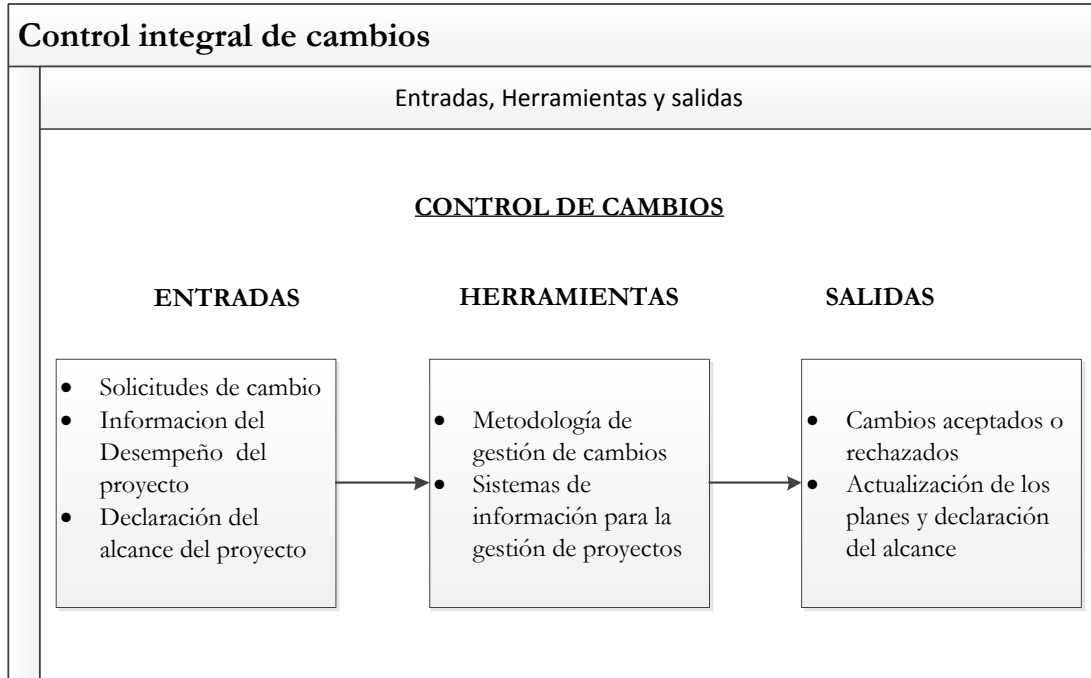 Control integral de cambios
Entradas, Herramientas y salidas
CONTROL DE CAMBIOS
ENTRADAS
HERRAMIENTAS
SALIDAS
• Solicitudes de cambio
• Informacion del
Desempeño del
proyecto
• Declaración del
alcance del proyecto
• Metodología de
gestión de cambios
• Sistemas de
información para la
gestión de proyectos
• Cambios aceptados o
rechazados
• Actualización de los
planes y declaración
del alcance